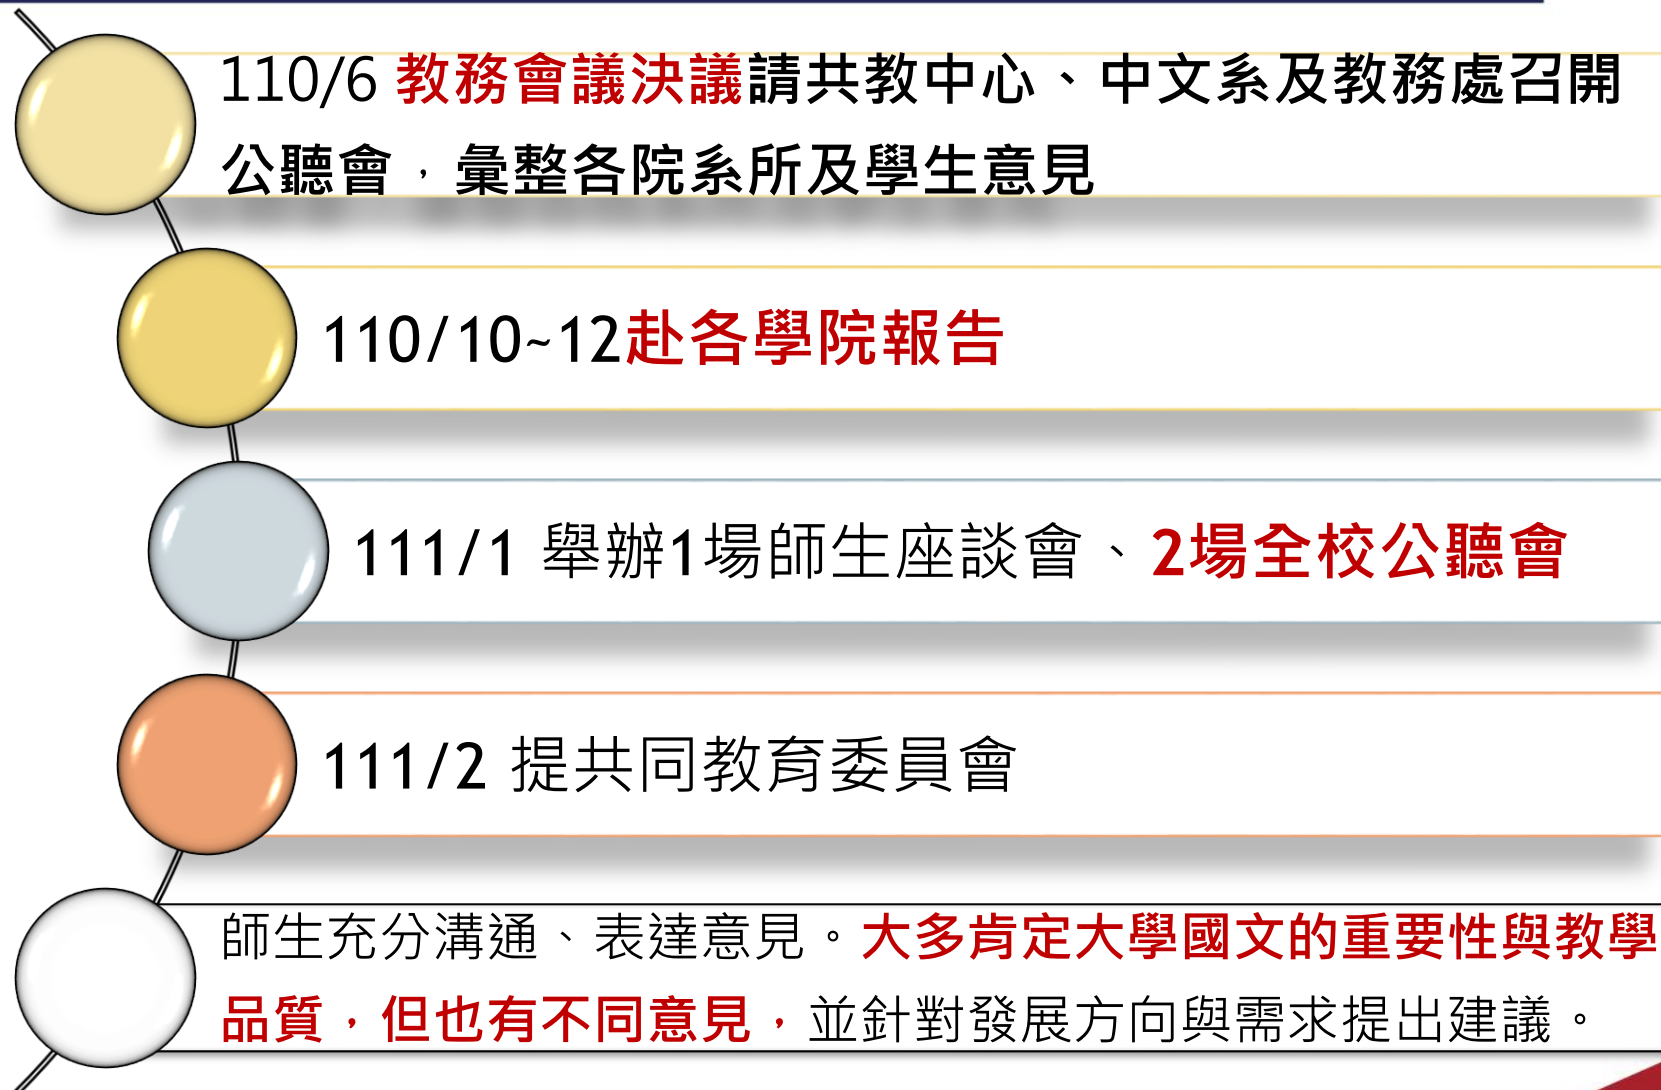 110/6 教務會議決議請共教中心、中文系及教務處召開
公聽會，彙整各院系所及學生意見
110/10~12赴各學院報告
111/1 舉辦1場師生座談會、2場全校公聽會
111/2 提共同教育委員會
師生充分溝通、表達意見。大多肯定大學國文的重要性與教學
品質，但也有不同意見，並針對發展方向與需求提出建議。